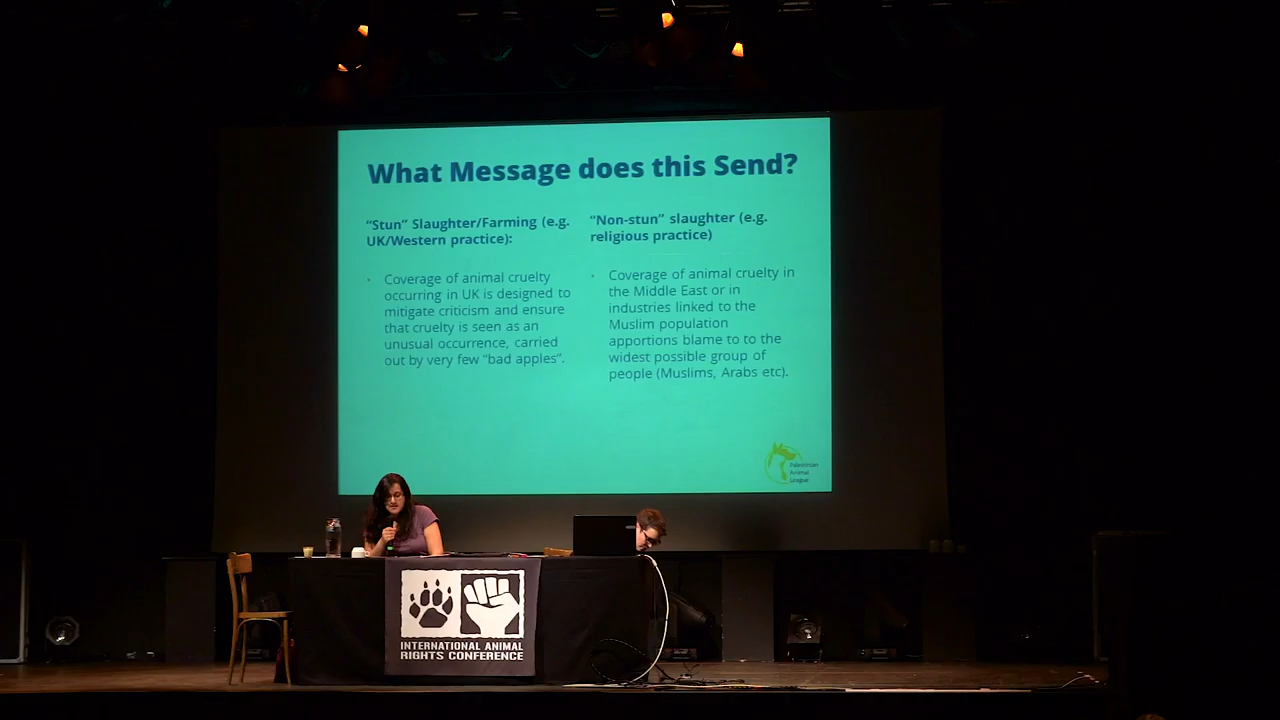 What Message does this Send?
“Stun” Slaughter/Farming (e.g.
UK/Western practice):
• Coverage of animal cruelty
occurring in UK is designed to
mitigate criticism and ensure
that cruelty is seen as an
unusual occurrence, carried
out by very few “bad apples”.
“Non-stun” slaughter (e.g.
religious practice)
• Coverage of animal cruelty in
the Middle East or in
industries linked to the
Muslim population
apportions blame to to the
widest possible group of
people (Muslims, Arabs etc).
Palestinian
Animal
League
INTERNATIONAL ANIMAL
RIGHTS CONFERENCE